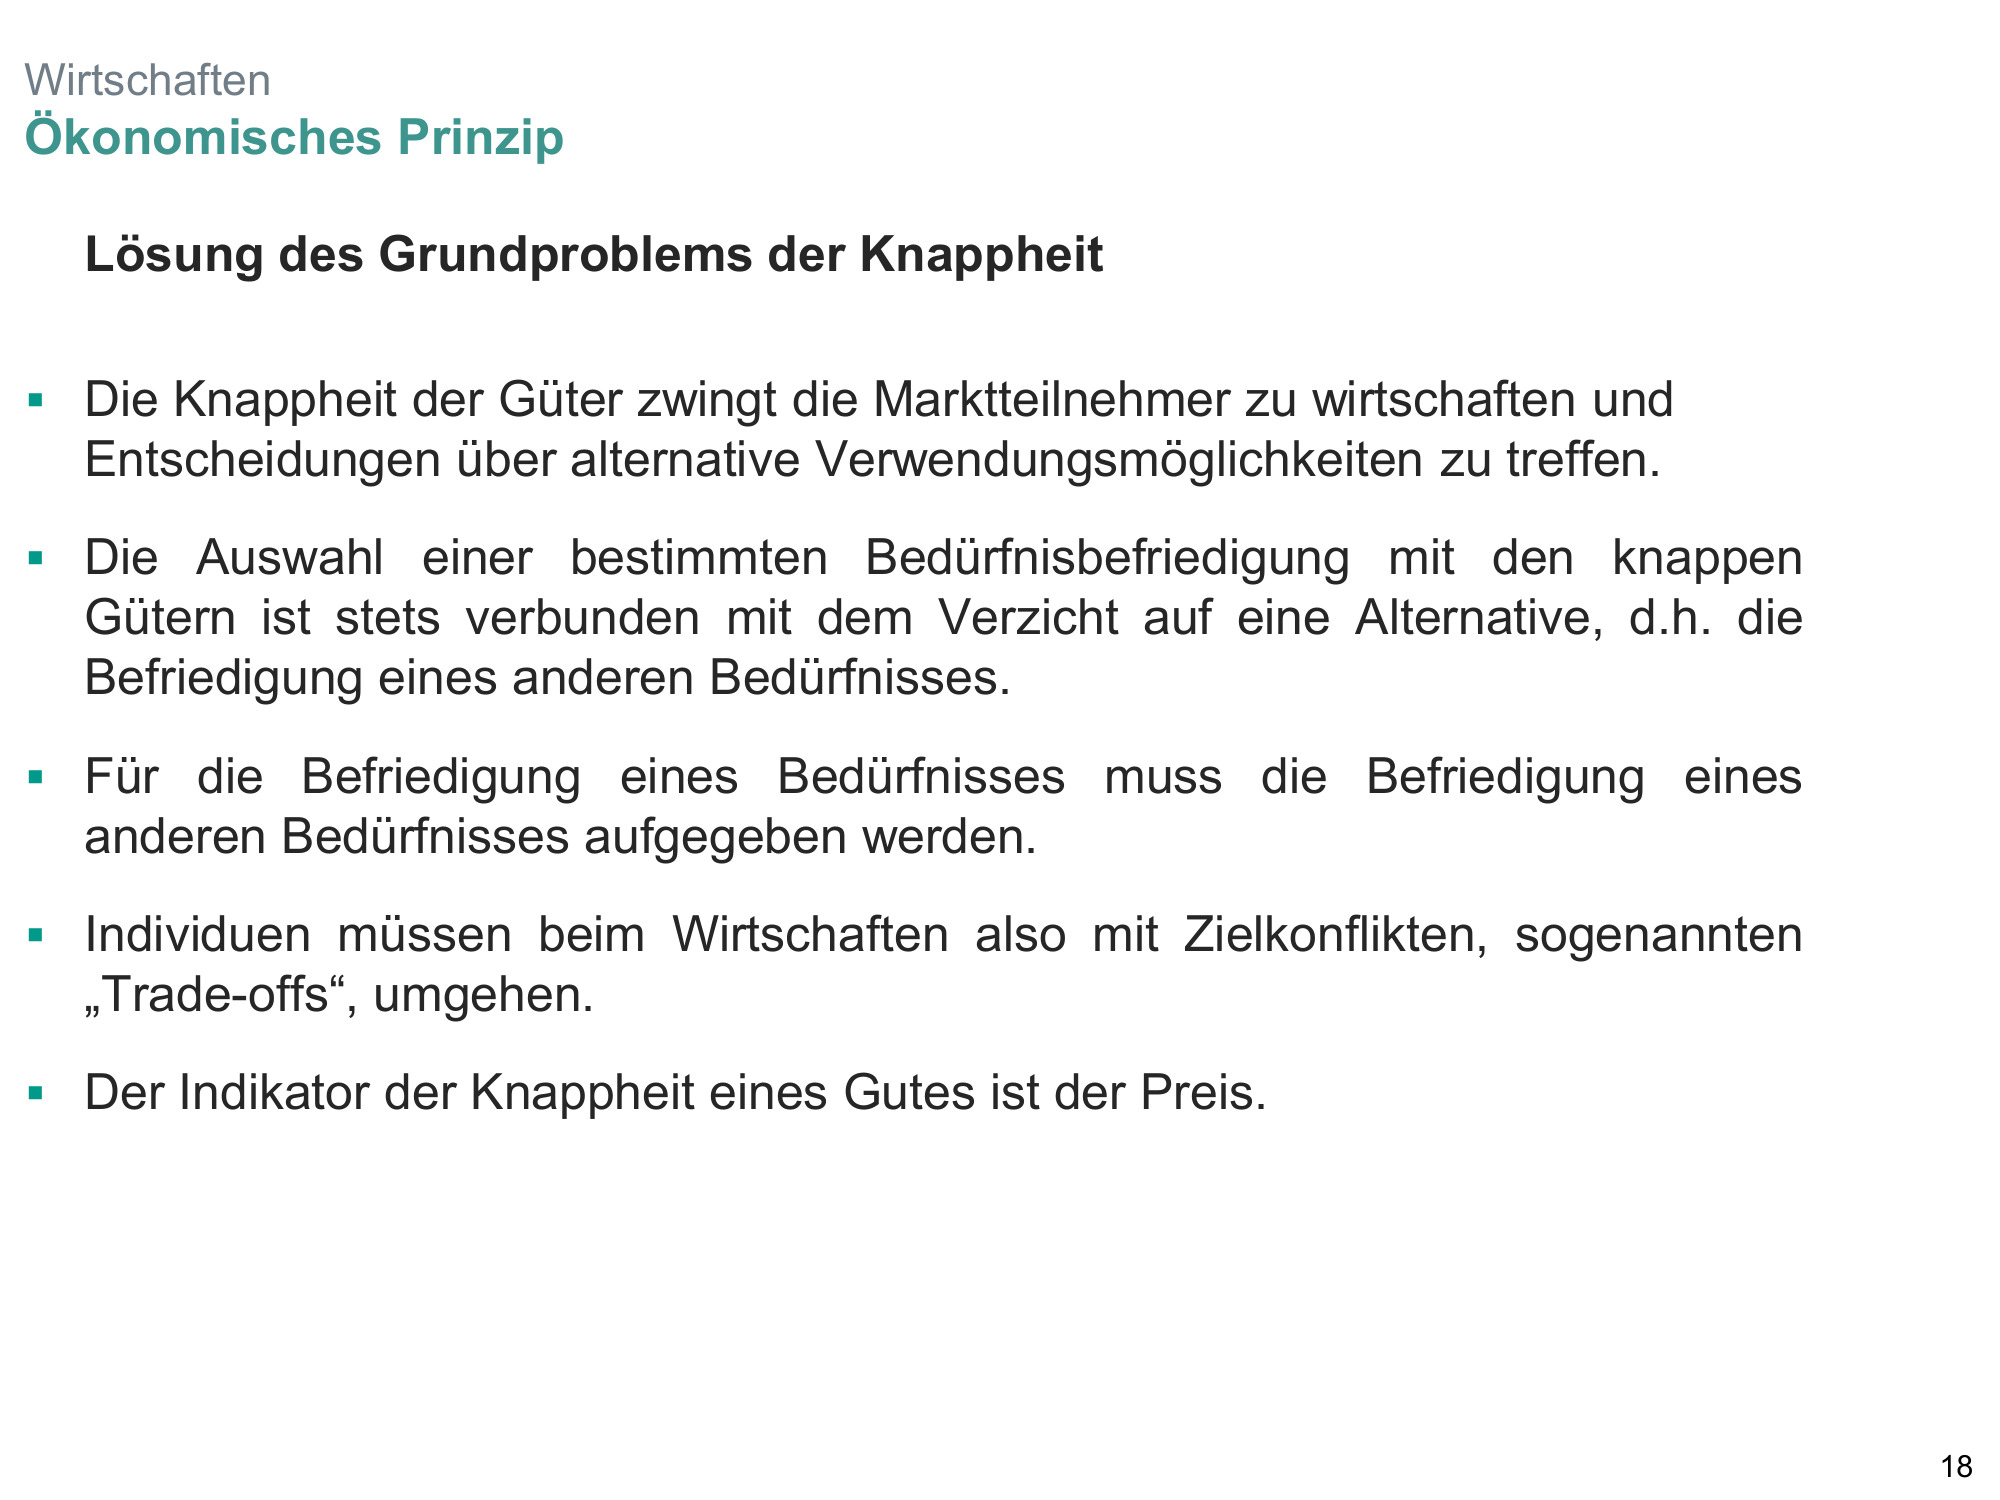 Wirtschaften
Ökonomisches Prinzip
Lösung des Grundproblems der Knappheit
▪ Die Knappheit der Güter zwingt die Marktteilnehmer zu wirtschaften und
Entscheidungen über alternative Verwendungsmöglichkeiten zu treffen.
▪ Die Auswahl einer bestimmten Bedürfnisbefriedigung mit den knappen
Gütern ist stets verbunden mit dem Verzicht auf eine Alternative, d.h. die
Befriedigung eines anderen Bedürfnisses.
▪ Für die Befriedigung eines Bedürfnisses muss die Befriedigung eines
anderen Bedürfnisses aufgegeben werden.
▪ Individuen müssen beim Wirtschaften also mit Zielkonflikten, sogenannten
„Trade-offs“, umgehen.
▪ Der Indikator der Knappheit eines Gutes ist der Preis.
18